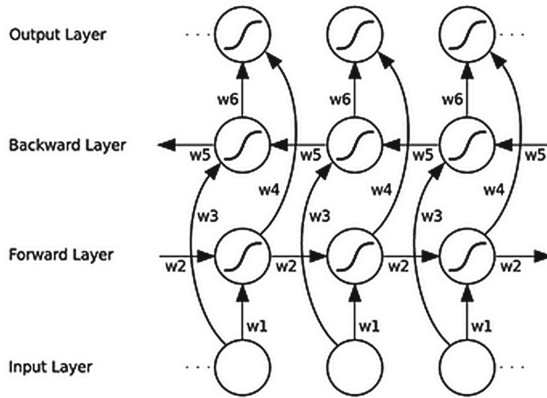 Output Layer ··· ···
w6 w6 w6
Backward Layer
w5 w5 w5 w5
w4 w4 w4
w3 w3 w3
Forward Layer
w2 w2 w2 w2
w1 w1 w1
Input Layer ··· ···